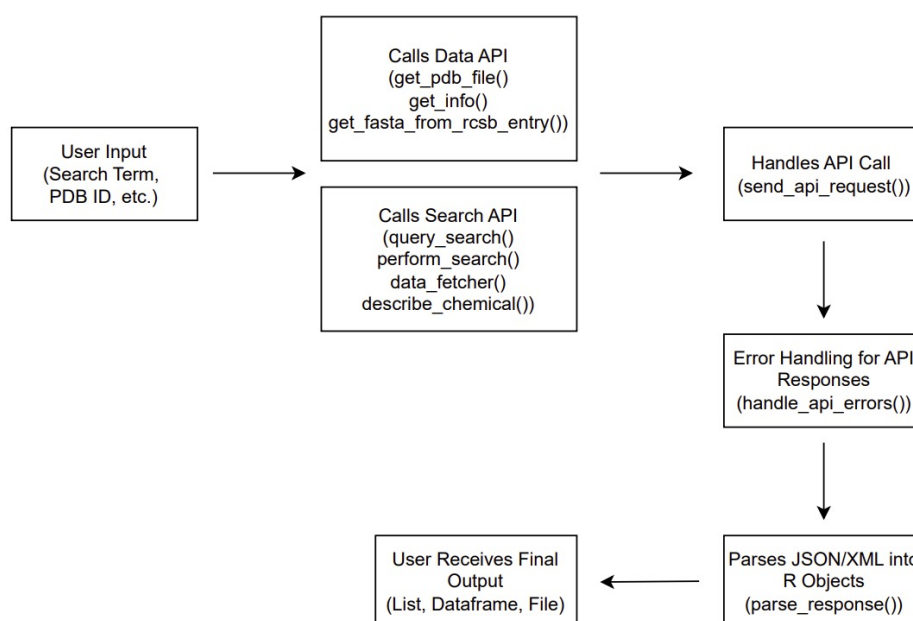 User Input
(Search Term,
PDB ID, etc.)
Calls Data API
(get_pdb_file()
get_info()
get_fasta_from_rcsb_entry())
Calls Search API
(query_search()
perform_search()
data_fetcher()
describe_chemical())
Handles API Call
(send_api_request())
Error Handling for API
Responses
(handle_api_errors())
Parses JSON/XML into
R Objects
(parse_response())
User Receives Final
Output
(List, Dataframe, File)